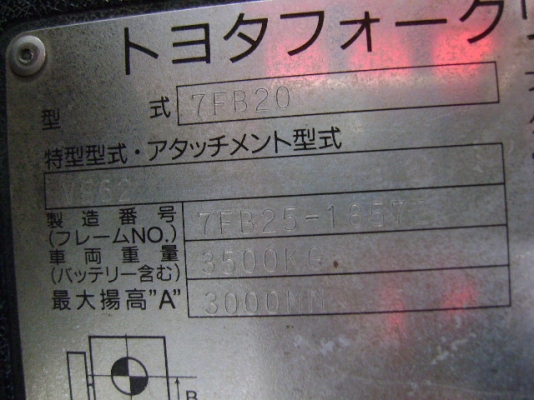 トヨタフォークリ
型 式 7FB20
特型型式・アタッチメント型式
製造番号
(フレームNO.)
車両重量 3500KG
(バッテリー含む)
最大揚高"A" 3000MM
B